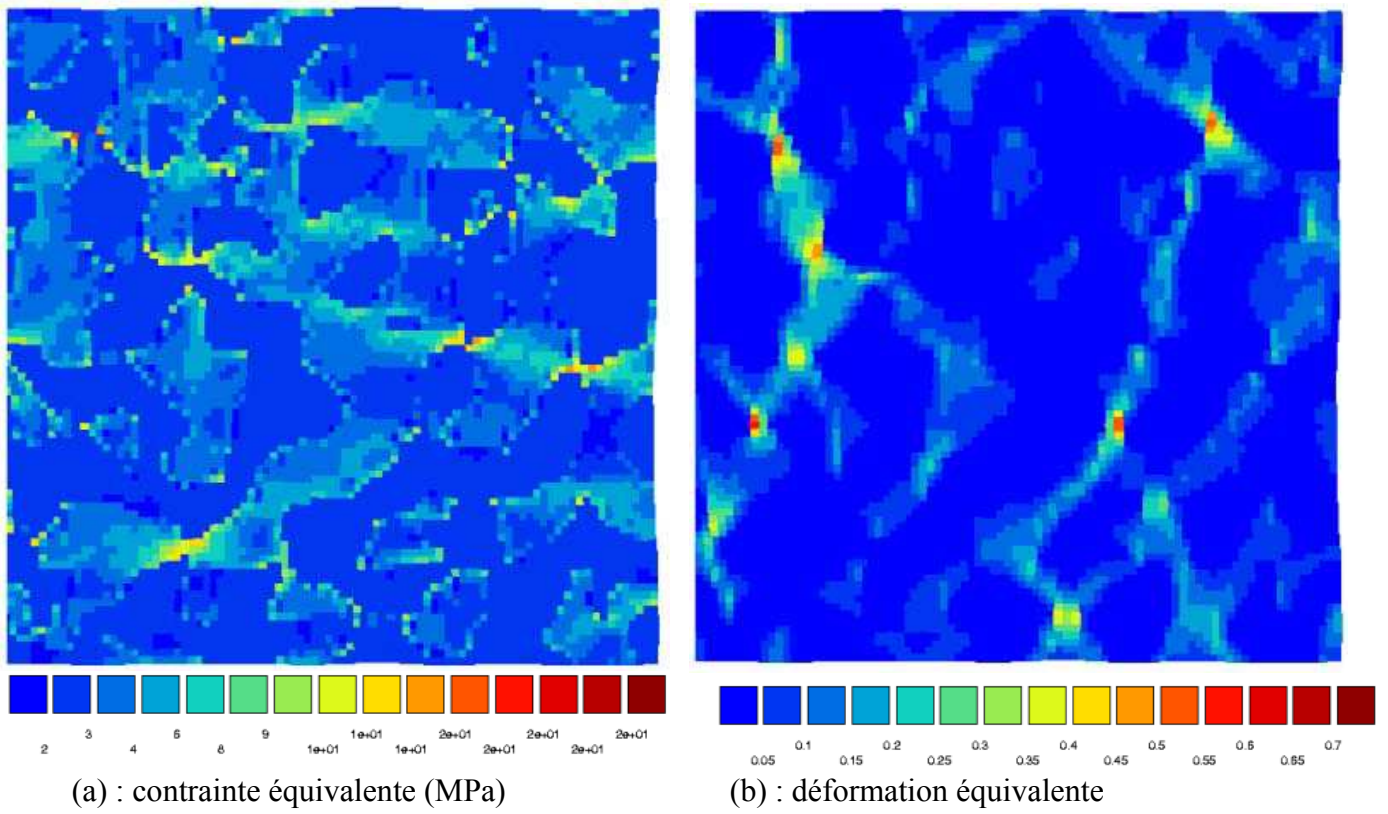 2 3 4 6 8 9 1e+01 1e+01 1e+01 2e+01 2e+01 2e+01 2e+01 2e+01
0.05 0.1 0.15 0.2 0.25 0.3 0.35 0.4 0.45 0.5 0.55 0.6 0.65 0.7
(a) : contrainte équivalente (MPa)
(b) : déformation équivalente